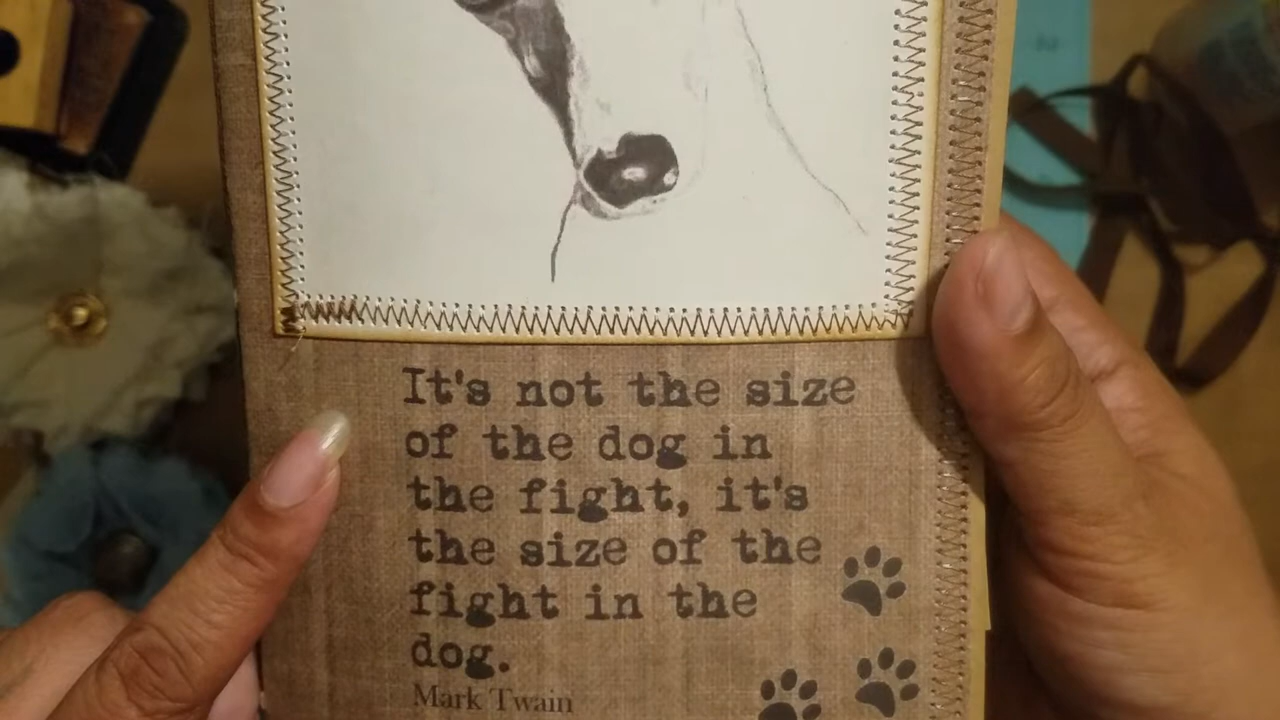 It's not the size
of the dog in
the fight, it's
the size of the
fight in the
dog.
Mark Twain